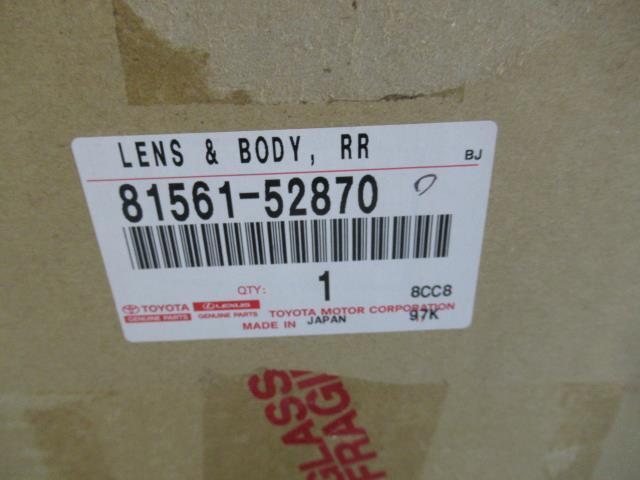 LENS & BODY, RR BJ
81561-52870
QTY: 1 8CC8
TOYOTA LEXUS TOYOTA MOTOR CORPORATION
GENUINE PARTS GENUINE PARTS MADE IN JAPAN 97K
GLASS
FRAGI